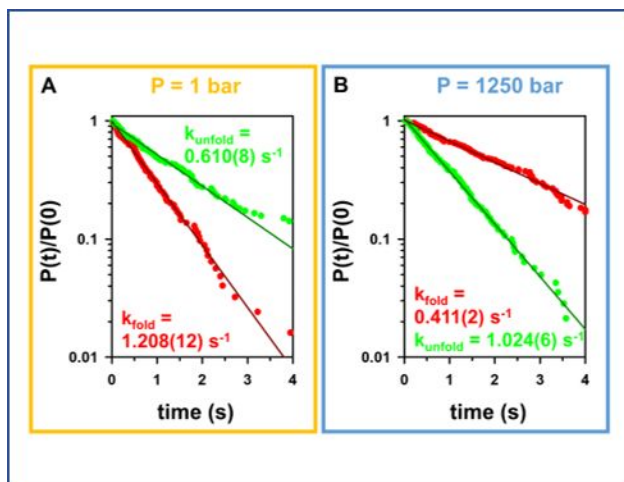 A P = 1 bar
P(t)/P(0)
1
0.1
0.01
k_unfold =
0.610(8) s⁻¹
k_fold =
1.208(12) s⁻¹
0 1 2 3 4
time (s)
B P = 1250 bar
P(t)/P(0)
1
0.1
0.01
k_fold =
0.411(2) s⁻¹
k_unfold = 1.024(6) s⁻¹
0 1 2 3 4
time (s)